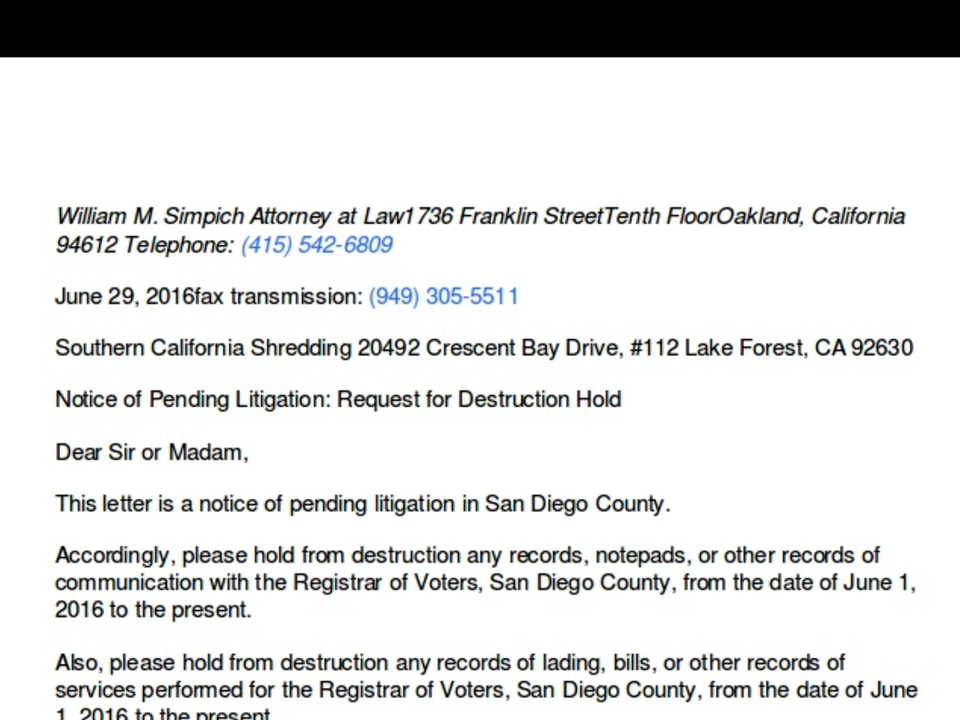 William M. Simpich Attorney at Law1736 Franklin StreetTenth FloorOakland, California
94612 Telephone: (415) 542-6809
June 29, 2016fax transmission: (949) 305-5511
Southern California Shredding 20492 Crescent Bay Drive, #112 Lake Forest, CA 92630
Notice of Pending Litigation: Request for Destruction Hold
Dear Sir or Madam,
This letter is a notice of pending litigation in San Diego County.
Accordingly, please hold from destruction any records, notepads, or other records of
communication with the Registrar of Voters, San Diego County, from the date of June 1,
2016 to the present.
Also, please hold from destruction any records of lading, bills, or other records of
services performed for the Registrar of Voters, San Diego County, from the date of June
1, 2016 to the present.